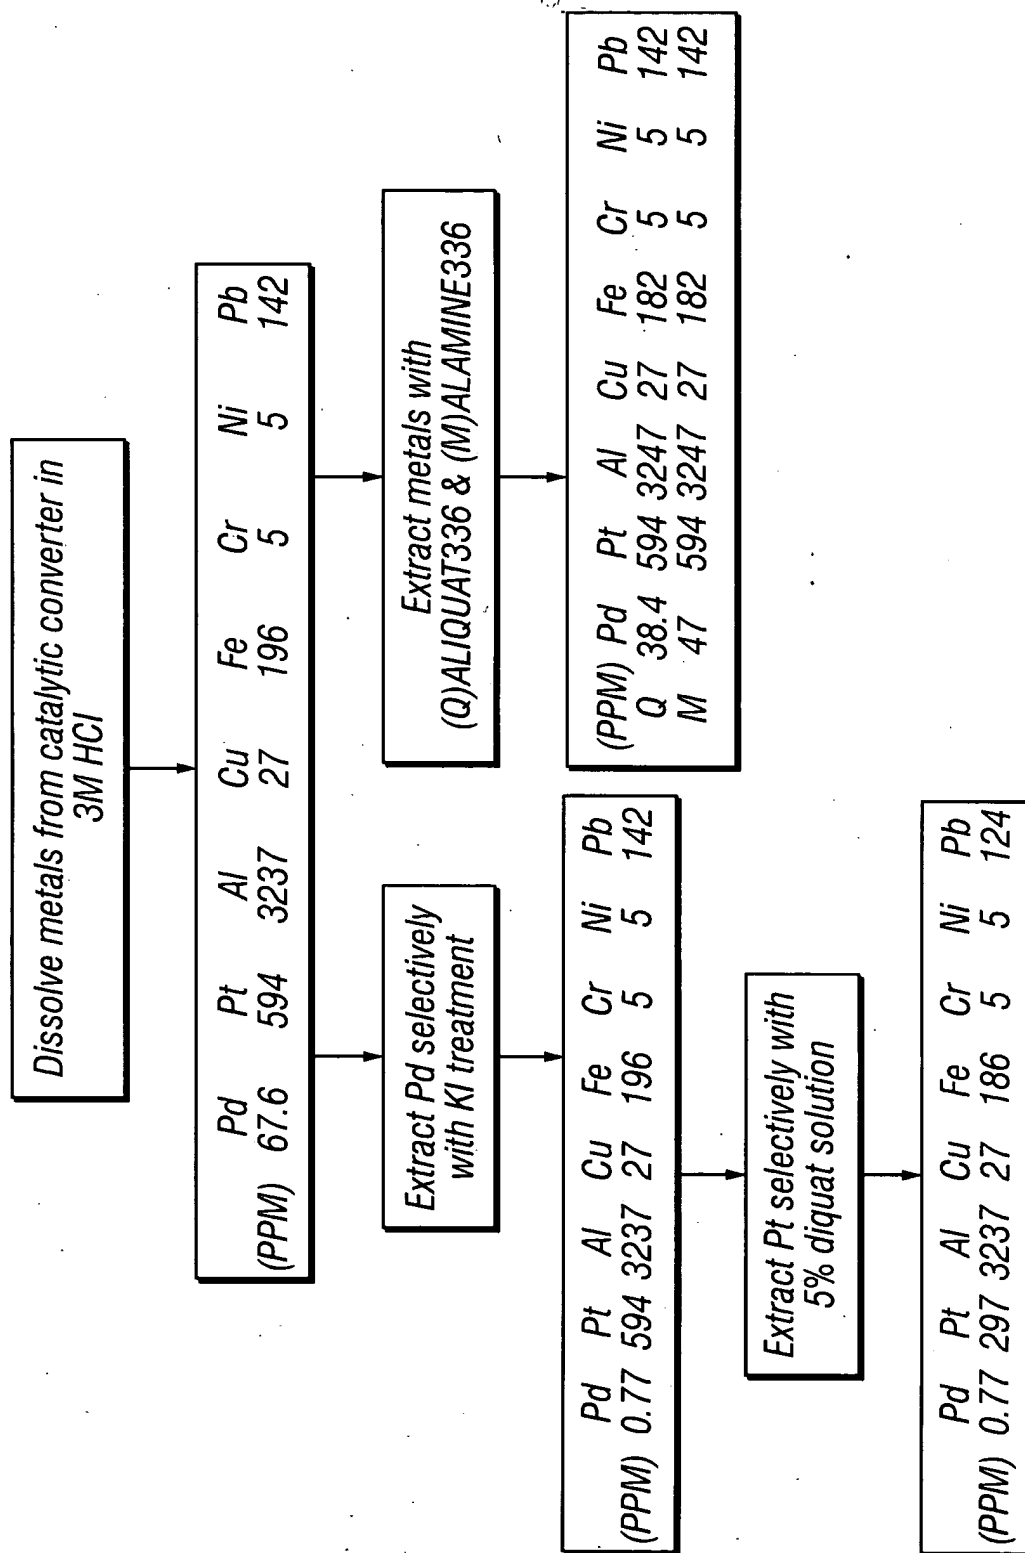 Dissolve metals from catalytic converter in
3M HCl
Pd Pt Al Cu Fe Cr Ni Pb
(PPM) 67.6 594 3237 27 196 5 5 142
Extract Pd selectively
with KI treatment
Extract metals with
(Q)ALIQUAT336 & (M)ALAMINE336
Pd Pt Al Cu Fe Cr Ni Pb
(PPM) 0.77 594 3237 27 196 5 5 142
(PPM) Pd Pt Al Cu Fe Cr Ni Pb
Q 38.4 594 3247 27 182 5 5 142
M 47 594 3247 27 182 5 5 142
Extract Pt selectively with
5% diquat solution
Pd Pt Al Cu Fe Cr Ni Pb
(PPM) 0.77 297 3237 27 186 5 5 124